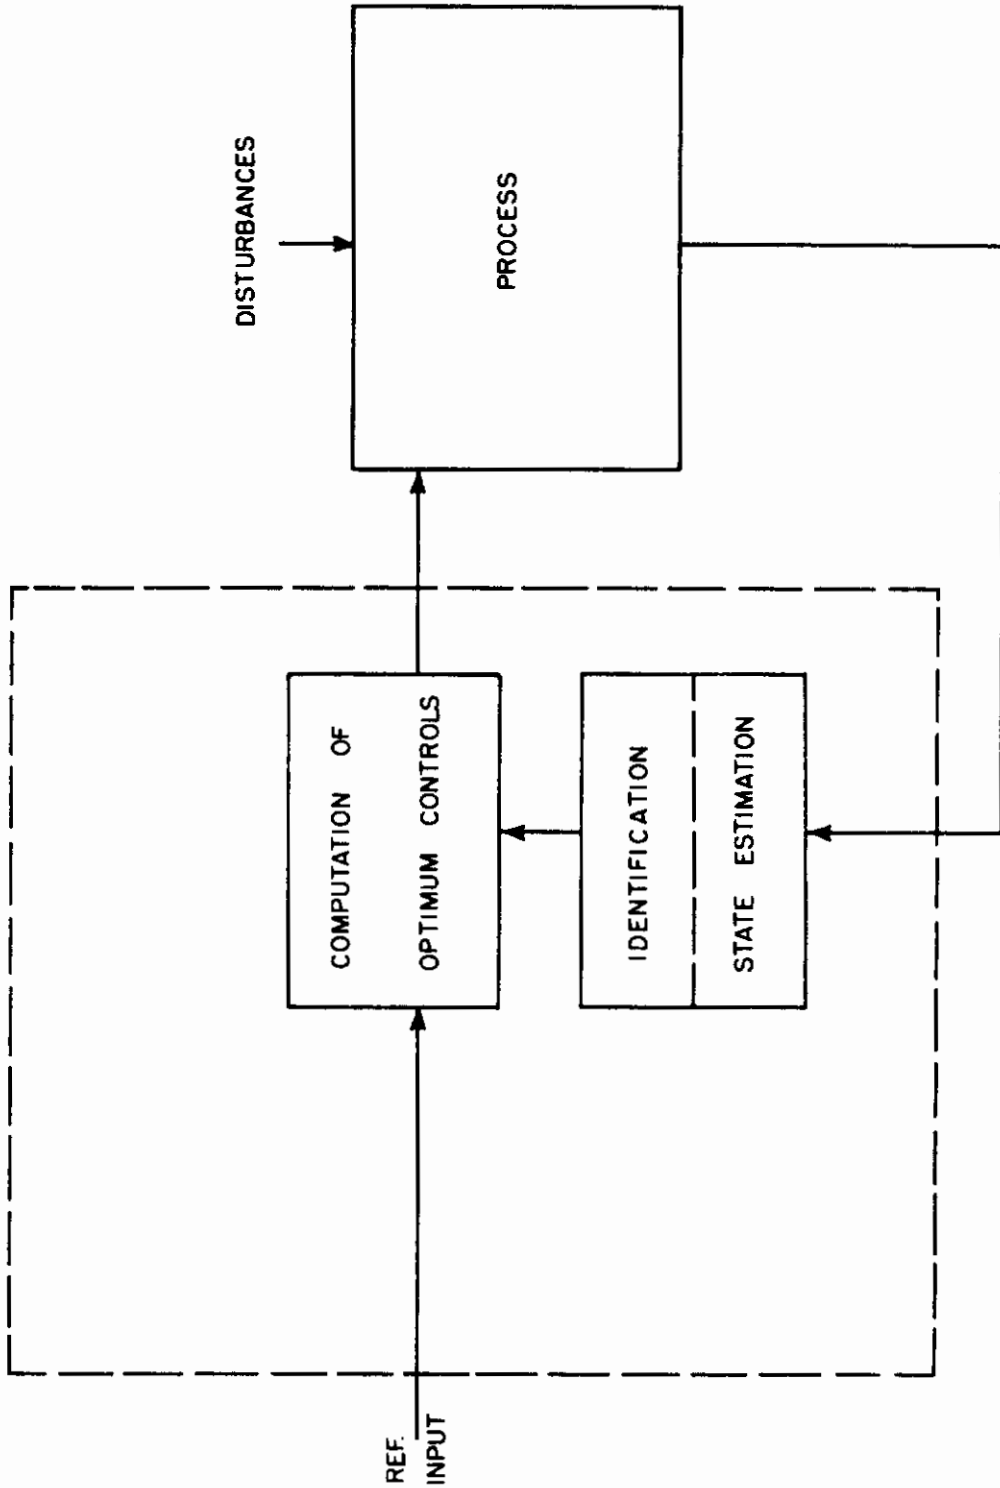 DISTURBANCES
PROCESS
COMPUTATION OF
OPTIMUM CONTROLS
IDENTIFICATION
STATE ESTIMATION
REF.
INPUT